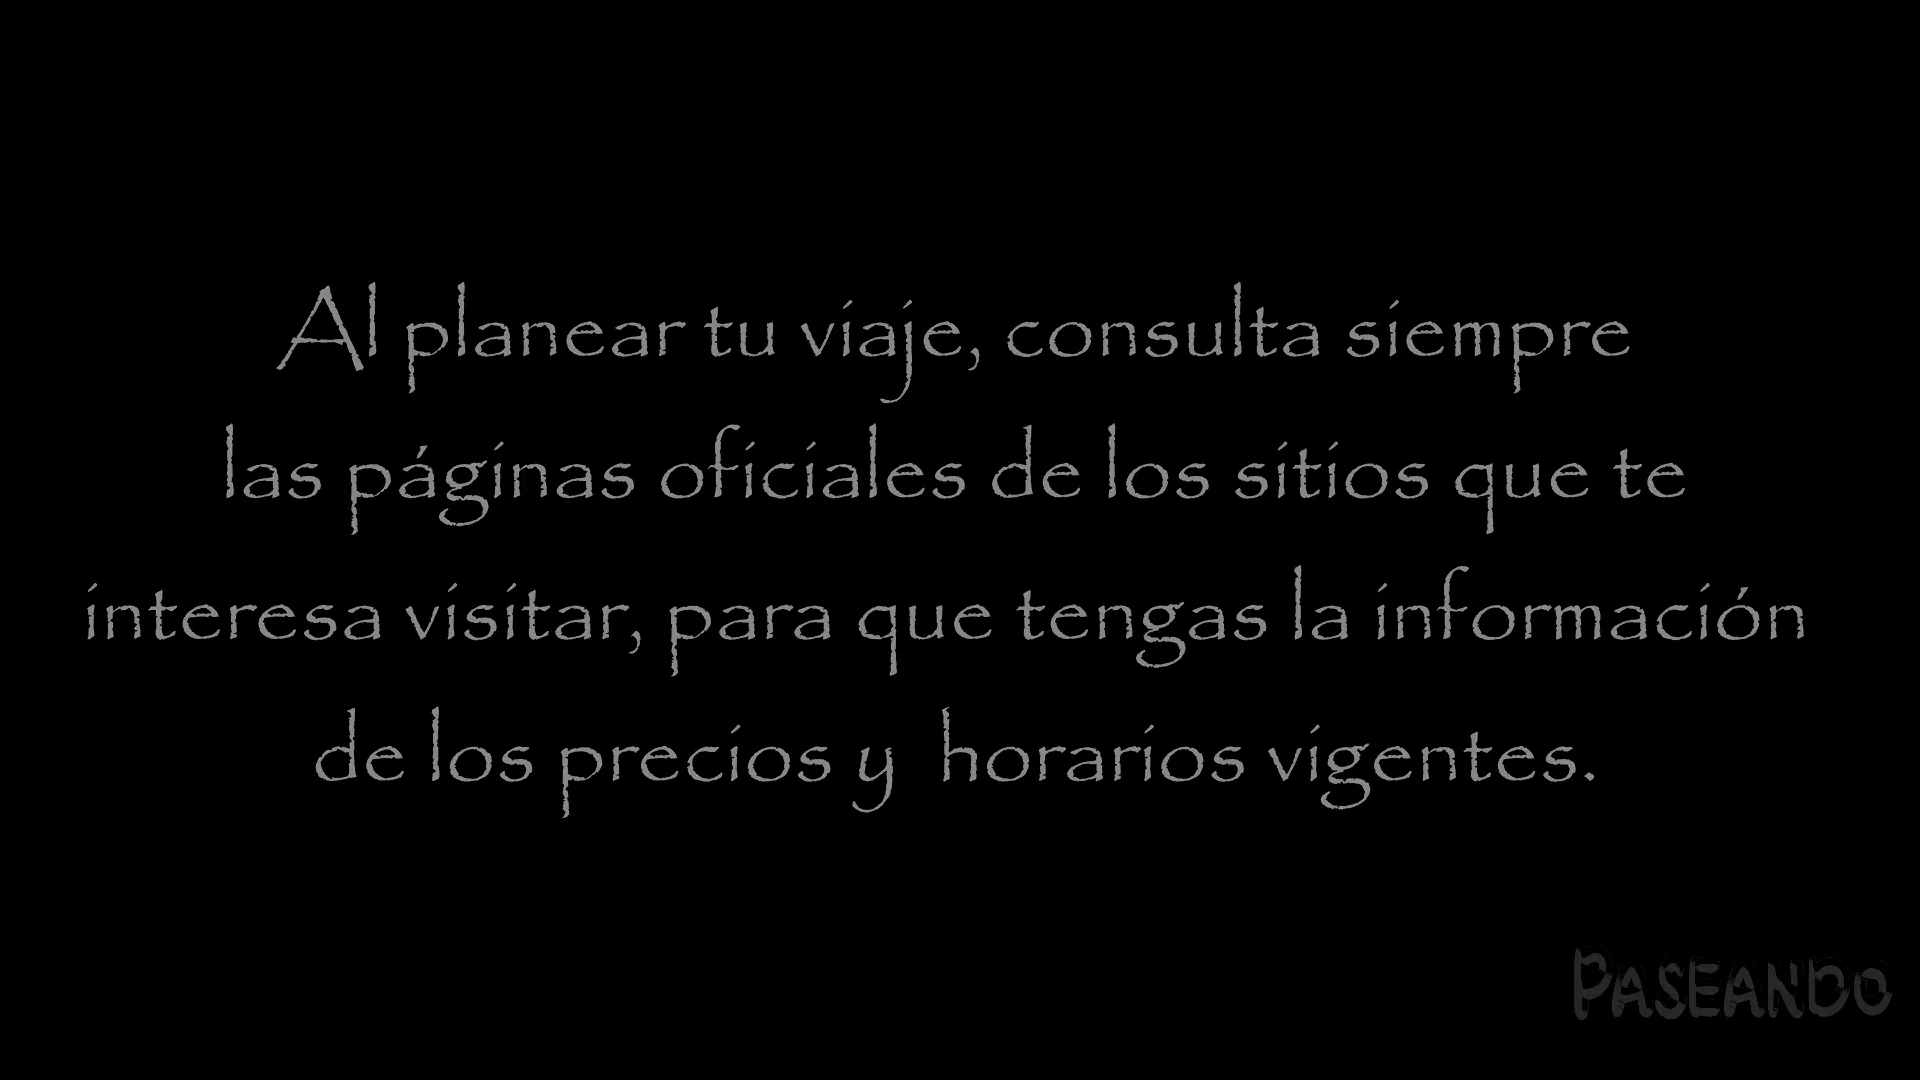 Al planear tu viaje, consulta siempre
las páginas oficiales de los sitios que te
interesa visitar, para que tengas la información
de los precios y  horarios vigentes.
PASEANDO